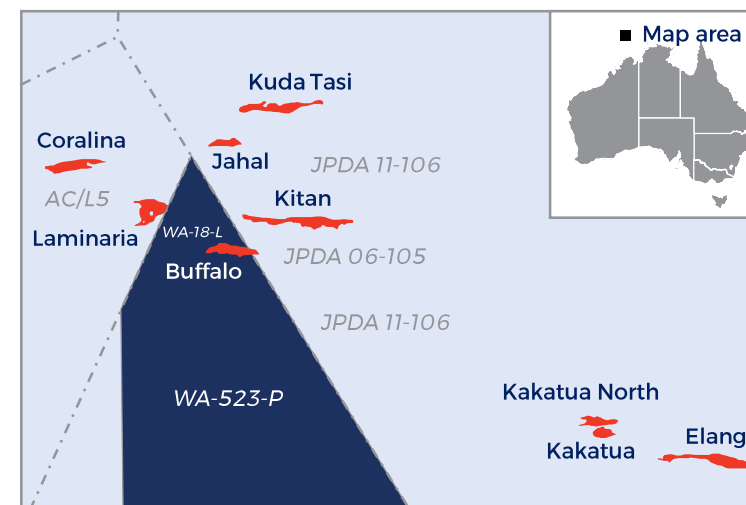 Map area
Kuda Tasi
Coralina
Jahal
JPDA 11-106
AC/L5
Kitan
Laminaria
WA-18-L
JPDA 06-105
Buffalo
JPDA 11-106
WA-523-P
Kakatua North
Elang
Kakatua